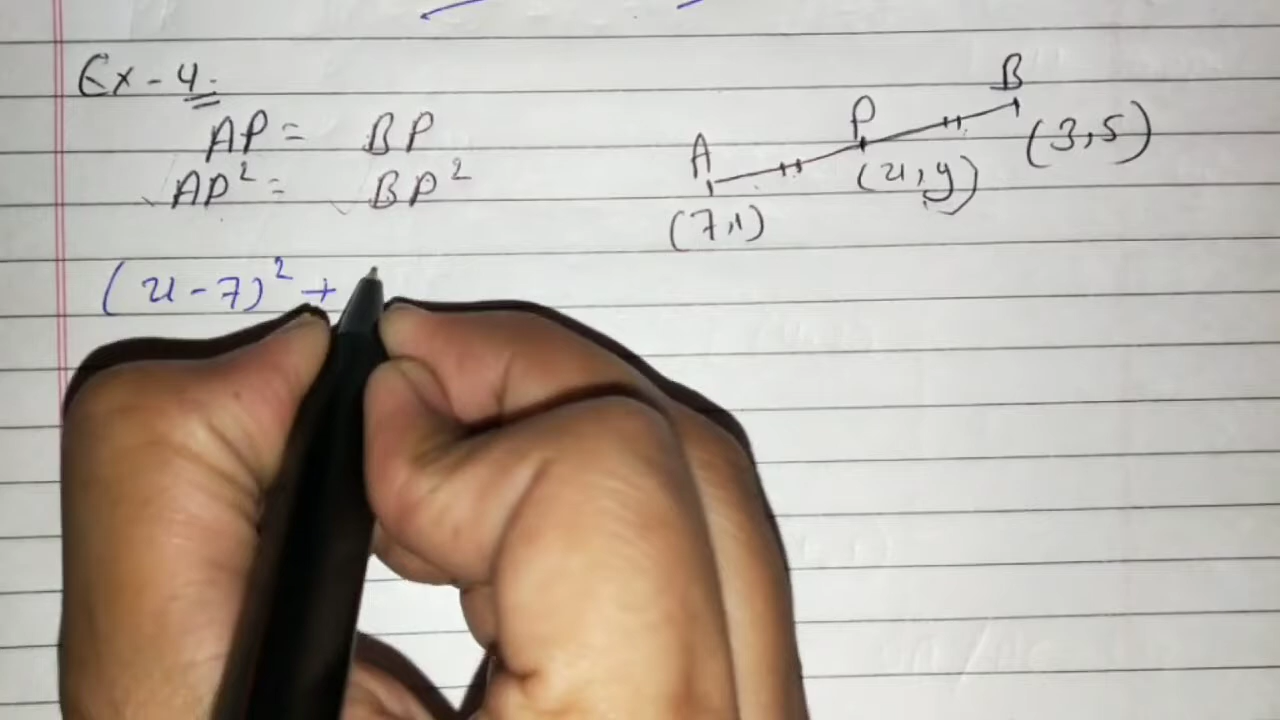 Ex - 4.
AP = BP
AP² = BP²
(x - 7)² +
A P B
(7,1) (x, y) (3,5)